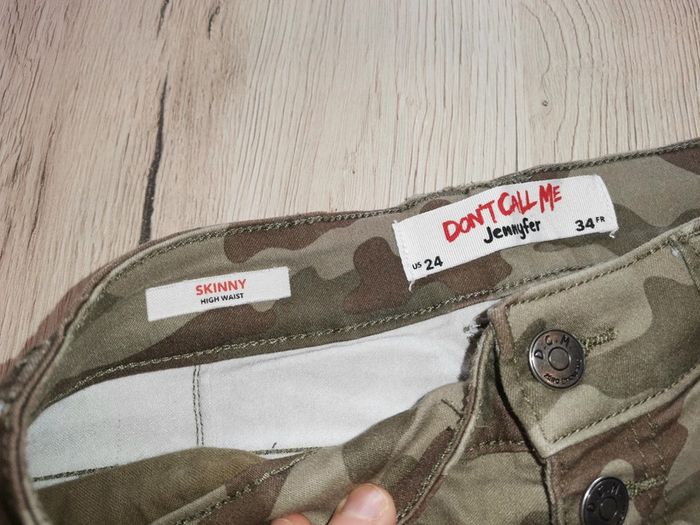 SKINNY
HIGH WAIST
DON'T CALL ME
Jennyfer
US 24
34 FR
D.C.M